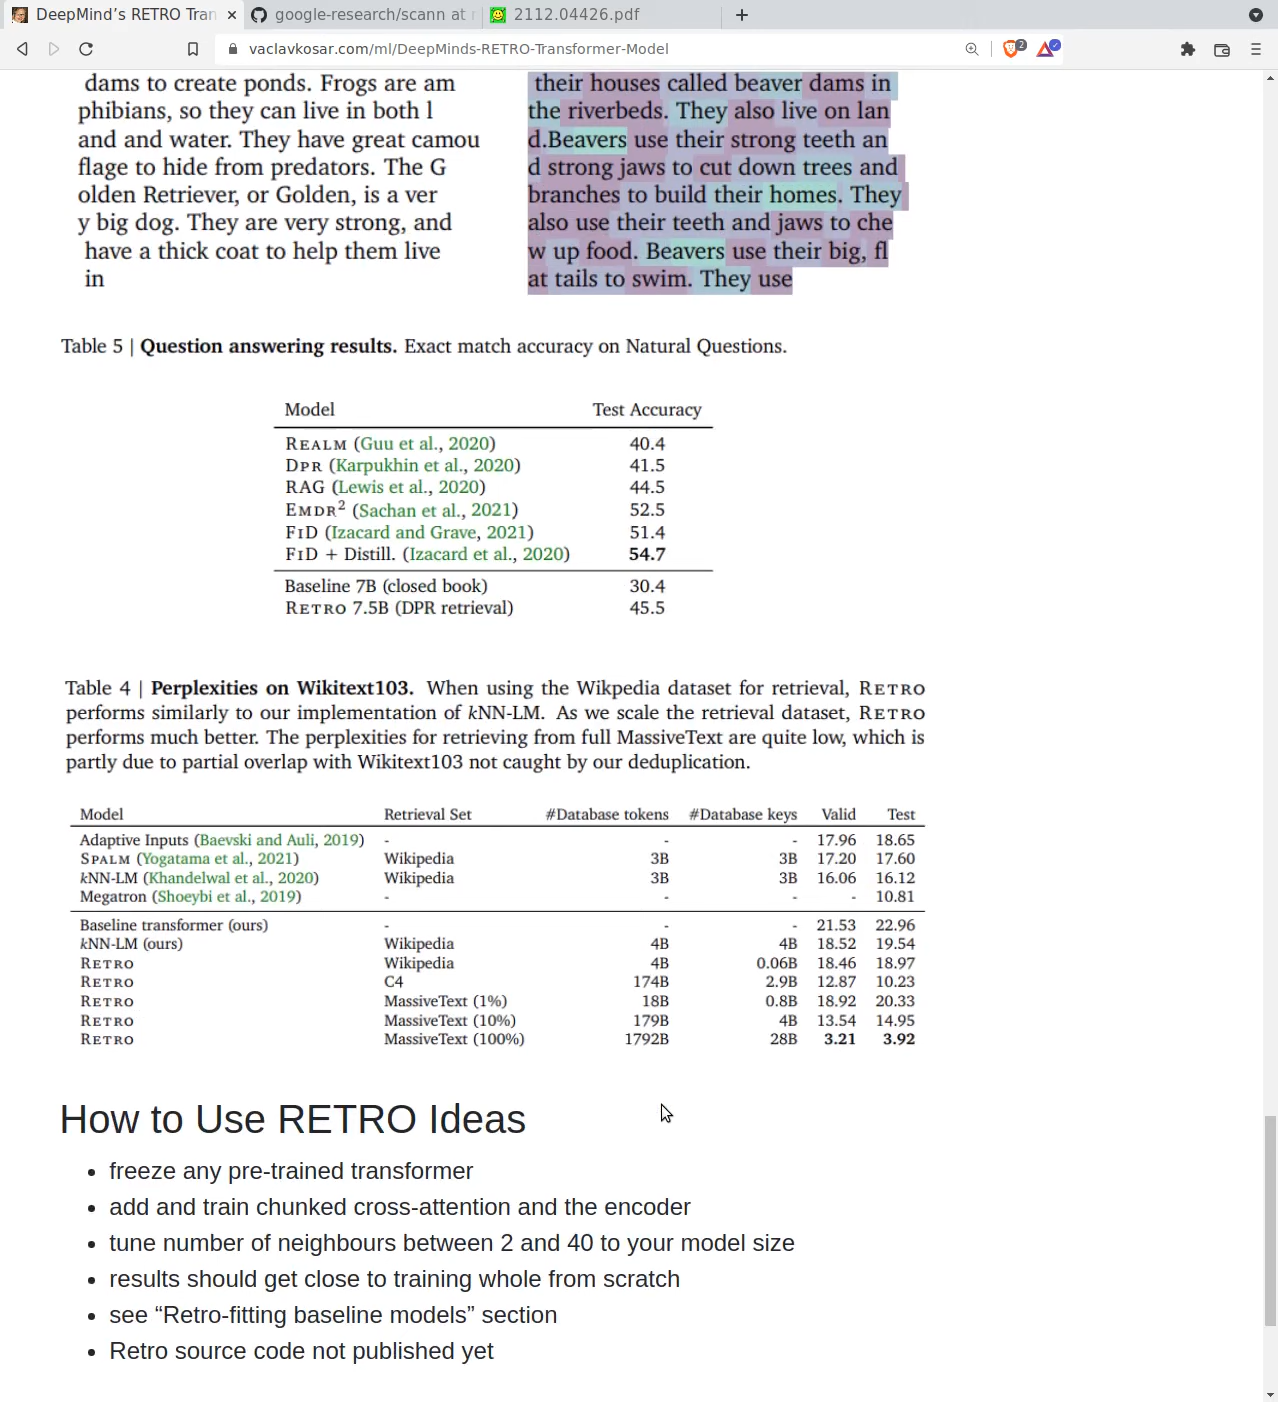 DeepMind’s RETRO Tran
google-research/scann at r
2112.04426.pdf
vaclavkosar.com/ml/DeepMinds-RETRO-Transformer-Model
2
dams to create ponds. Frogs are am
phibians, so they can live in both l
and and water. They have great camou
flage to hide from predators. The G
olden Retriever, or Golden, is a ver
y big dog. They are very strong, and
have a thick coat to help them live
in
their houses called beaver dams in
the riverbeds. They also live on lan
d.Beavers use their strong teeth an
d strong jaws to cut down trees and
branches to build their homes. They
also use their teeth and jaws to che
w up food. Beavers use their big, fl
at tails to swim. They use
Table 5 | Question answering results. Exact match accuracy on Natural Questions.
Model Test Accuracy
REALM (Guu et al., 2020) 40.4
DPR (Karpukhin et al., 2020) 41.5
RAG (Lewis et al., 2020) 44.5
EMDR² (Sachan et al., 2021) 52.5
FID (Izacard and Grave, 2021) 51.4
FID + Distill. (Izacard et al., 2020) 54.7
Baseline 7B (closed book) 30.4
RETRO 7.5B (DPR retrieval) 45.5
Table 4 | Perplexities on Wikitext103. When using the Wikpedia dataset for retrieval, RETRO
performs similarly to our implementation of kNN-LM. As we scale the retrieval dataset, RETRO
performs much better. The perplexities for retrieving from full MassiveText are quite low, which is
partly due to partial overlap with Wikitext103 not caught by our deduplication.
Model Retrieval Set #Database tokens #Database keys Valid Test
Adaptive Inputs (Baevski and Auli, 2019) - - - 17.96 18.65
SPALM (Yogatama et al., 2021) Wikipedia 3B 3B 17.20 17.60
kNN-LM (Khandelwal et al., 2020) Wikipedia 3B 3B 16.06 16.12
Megatron (Shoeybi et al., 2019) - - - - 10.81
Baseline transformer (ours) - - - 21.53 22.96
kNN-LM (ours) Wikipedia 4B 4B 18.52 19.54
RETRO Wikipedia 4B 0.06B 18.46 18.97
RETRO C4 174B 2.9B 12.87 10.23
RETRO MassiveText (1%) 18B 0.8B 18.92 20.33
RETRO MassiveText (10%) 179B 4B 13.54 14.95
RETRO MassiveText (100%) 1792B 28B 3.21 3.92
How to Use RETRO Ideas
• freeze any pre-trained transformer
• add and train chunked cross-attention and the encoder
• tune number of neighbours between 2 and 40 to your model size
• results should get close to training whole from scratch
• see “Retro-fitting baseline models” section
• Retro source code not published yet